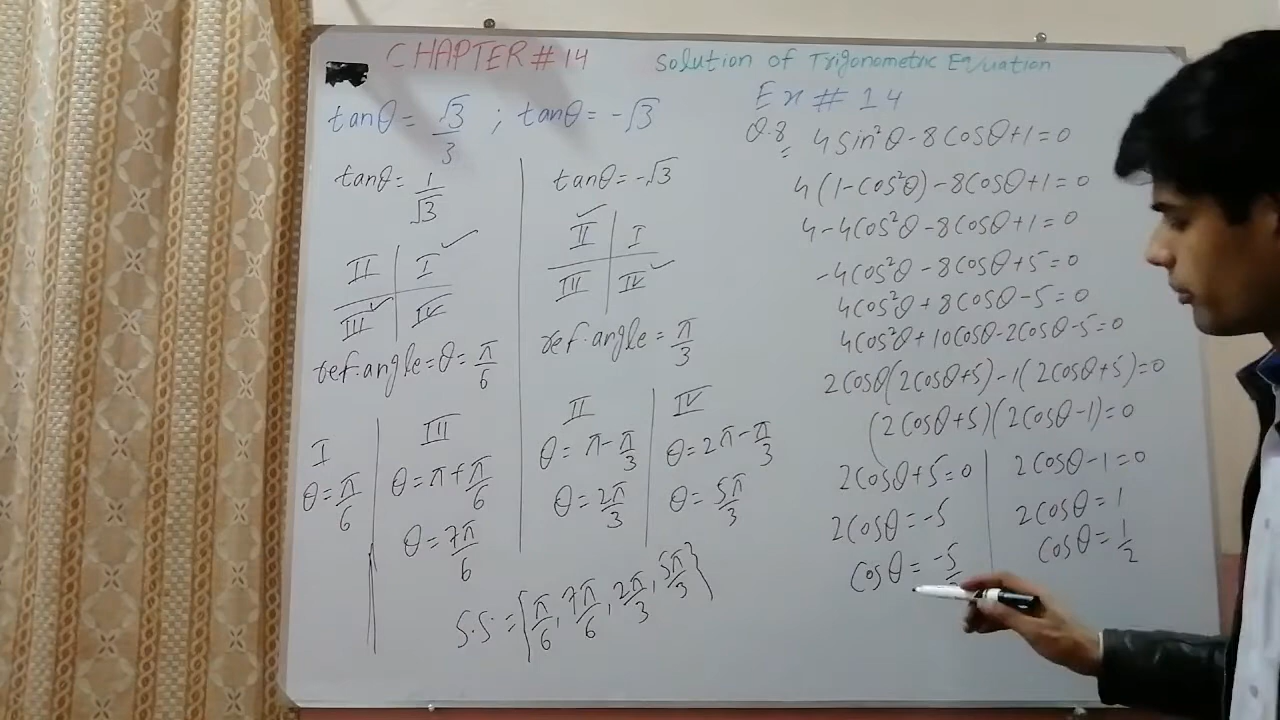 CHAPTER # 14
Solution of Trigonometric Equation
tanθ = √3/3 ; tanθ = -√3
tanθ = 1/√3
II I
III IV
ref. angle = θ = π/6
I
θ = π/6
III
θ = π + π/6
θ = 7π/6
tanθ = -√3
II I
III IV
ref. angle = π/3
II
θ = π - π/3
θ = 2π/3
IV
θ = 2π - π/3
θ = 5π/3
S.S = {π/6, 7π/6, 2π/3, 5π/3}
Ex # 14
Q.8 4sin²θ - 8cosθ + 1 = 0
4(1 - cos²θ) - 8cosθ + 1 = 0
4 - 4cos²θ - 8cosθ + 1 = 0
-4cos²θ - 8cosθ + 5 = 0
4cos²θ + 8cosθ - 5 = 0
4cos²θ + 10cosθ - 2cosθ - 5 = 0
2cosθ(2cosθ + 5) - 1(2cosθ + 5) = 0
(2cosθ + 5)(2cosθ - 1) = 0
2cosθ + 5 = 0
2cosθ = -5
cosθ = -5
2cosθ - 1 = 0
2cosθ = 1
cosθ = 1/2